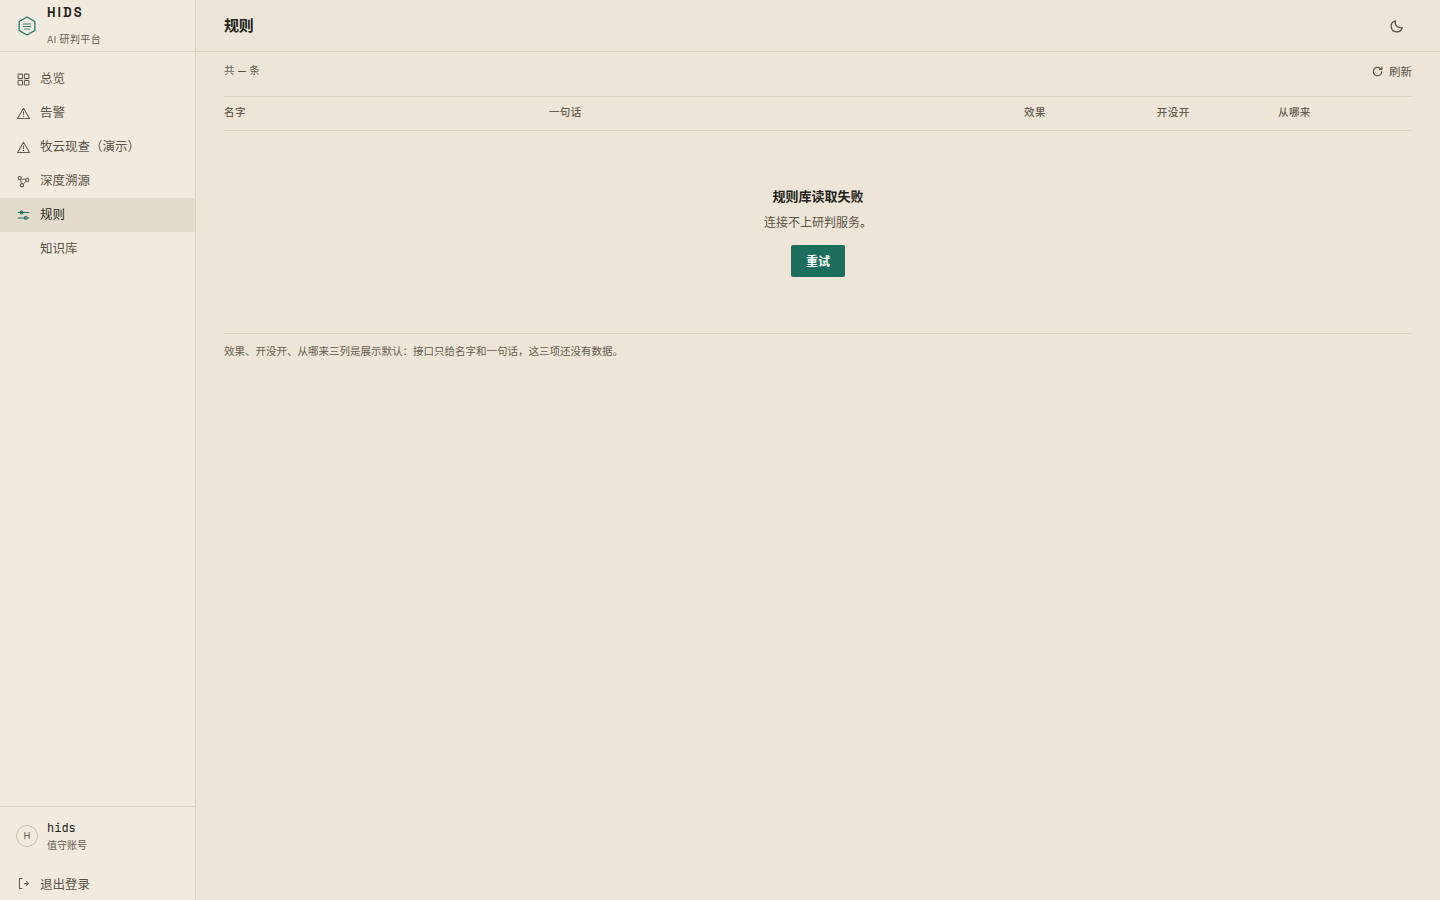 HIDS
AI 研判平台
总览
告警
牧云现查（演示）
深度溯源
规则
知识库
H
hids
值守账号
退出登录
规则
共 — 条
刷新
名字 一句话 效果 开没开 从哪来
规则库读取失败
连接不上研判服务。
重试
效果、开没开、从哪来三列是展示默认：接口只给名字和一句话，这三项还没有数据。